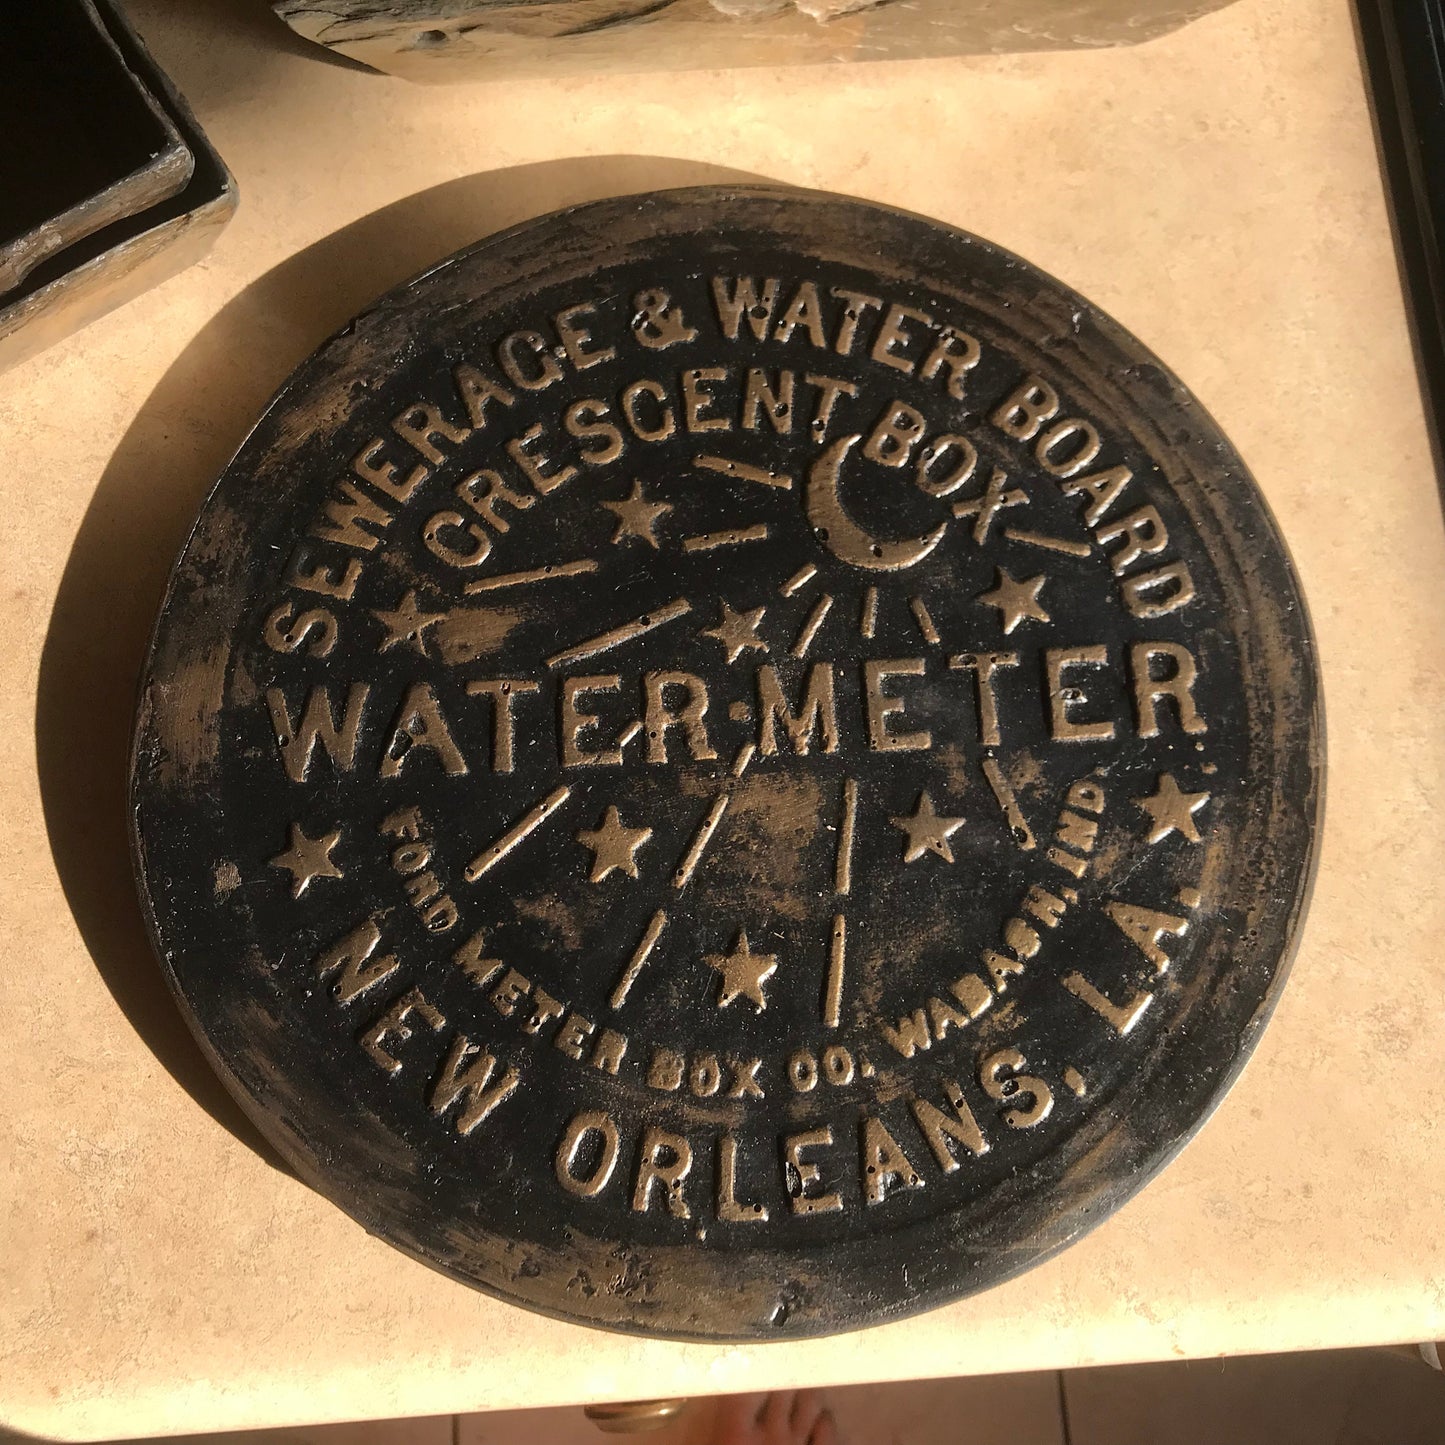 SEWERAGE & WATER BOARD
CRESCENT BOX
WATER·METER
FORD METER BOX CO. WABASH, IND.
NEW ORLEANS, LA.